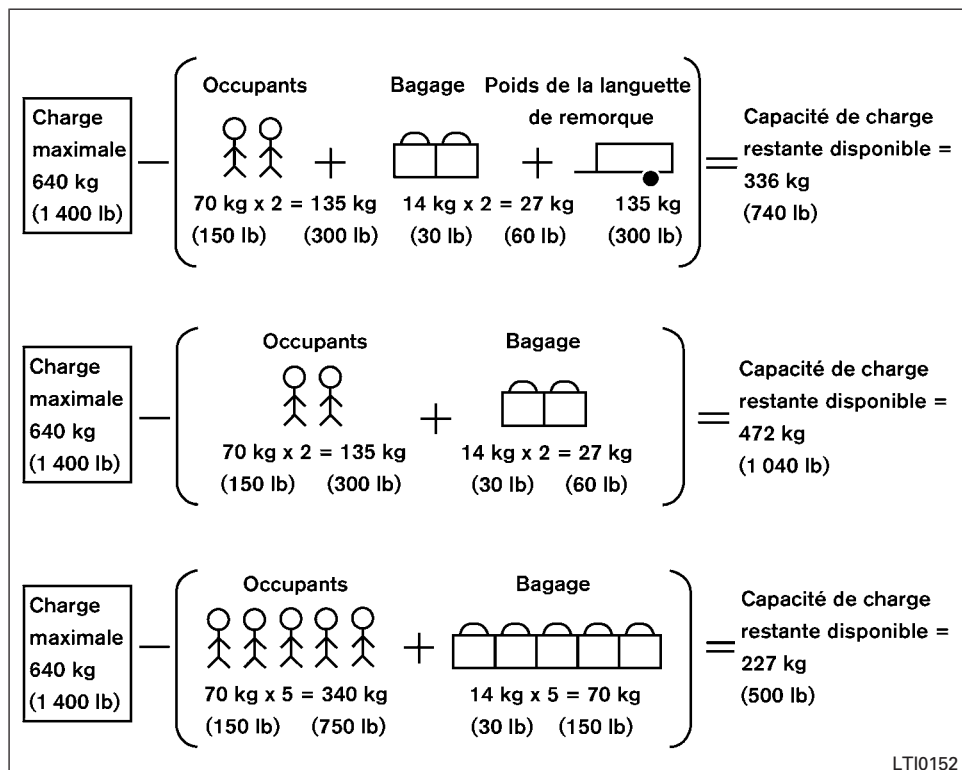 Charge
maximale
640 kg
(1 400 lb)
Occupants
70 kg x 2 = 135 kg
(150 lb) (300 lb)
Bagage
14 kg x 2 = 27 kg
(30 lb) (60 lb)
Poids de la languette
de remorque
135 kg
(300 lb)
Capacité de charge
restante disponible =
336 kg
(740 lb)
Charge
maximale
640 kg
(1 400 lb)
Occupants
70 kg x 2 = 135 kg
(150 lb) (300 lb)
Bagage
14 kg x 2 = 27 kg
(30 lb) (60 lb)
Capacité de charge
restante disponible =
472 kg
(1 040 lb)
Charge
maximale
640 kg
(1 400 lb)
Occupants
70 kg x 5 = 340 kg
(150 lb) (750 lb)
Bagage
14 kg x 5 = 70 kg
(30 lb) (150 lb)
Capacité de charge
restante disponible =
227 kg
(500 lb)
LTI0152